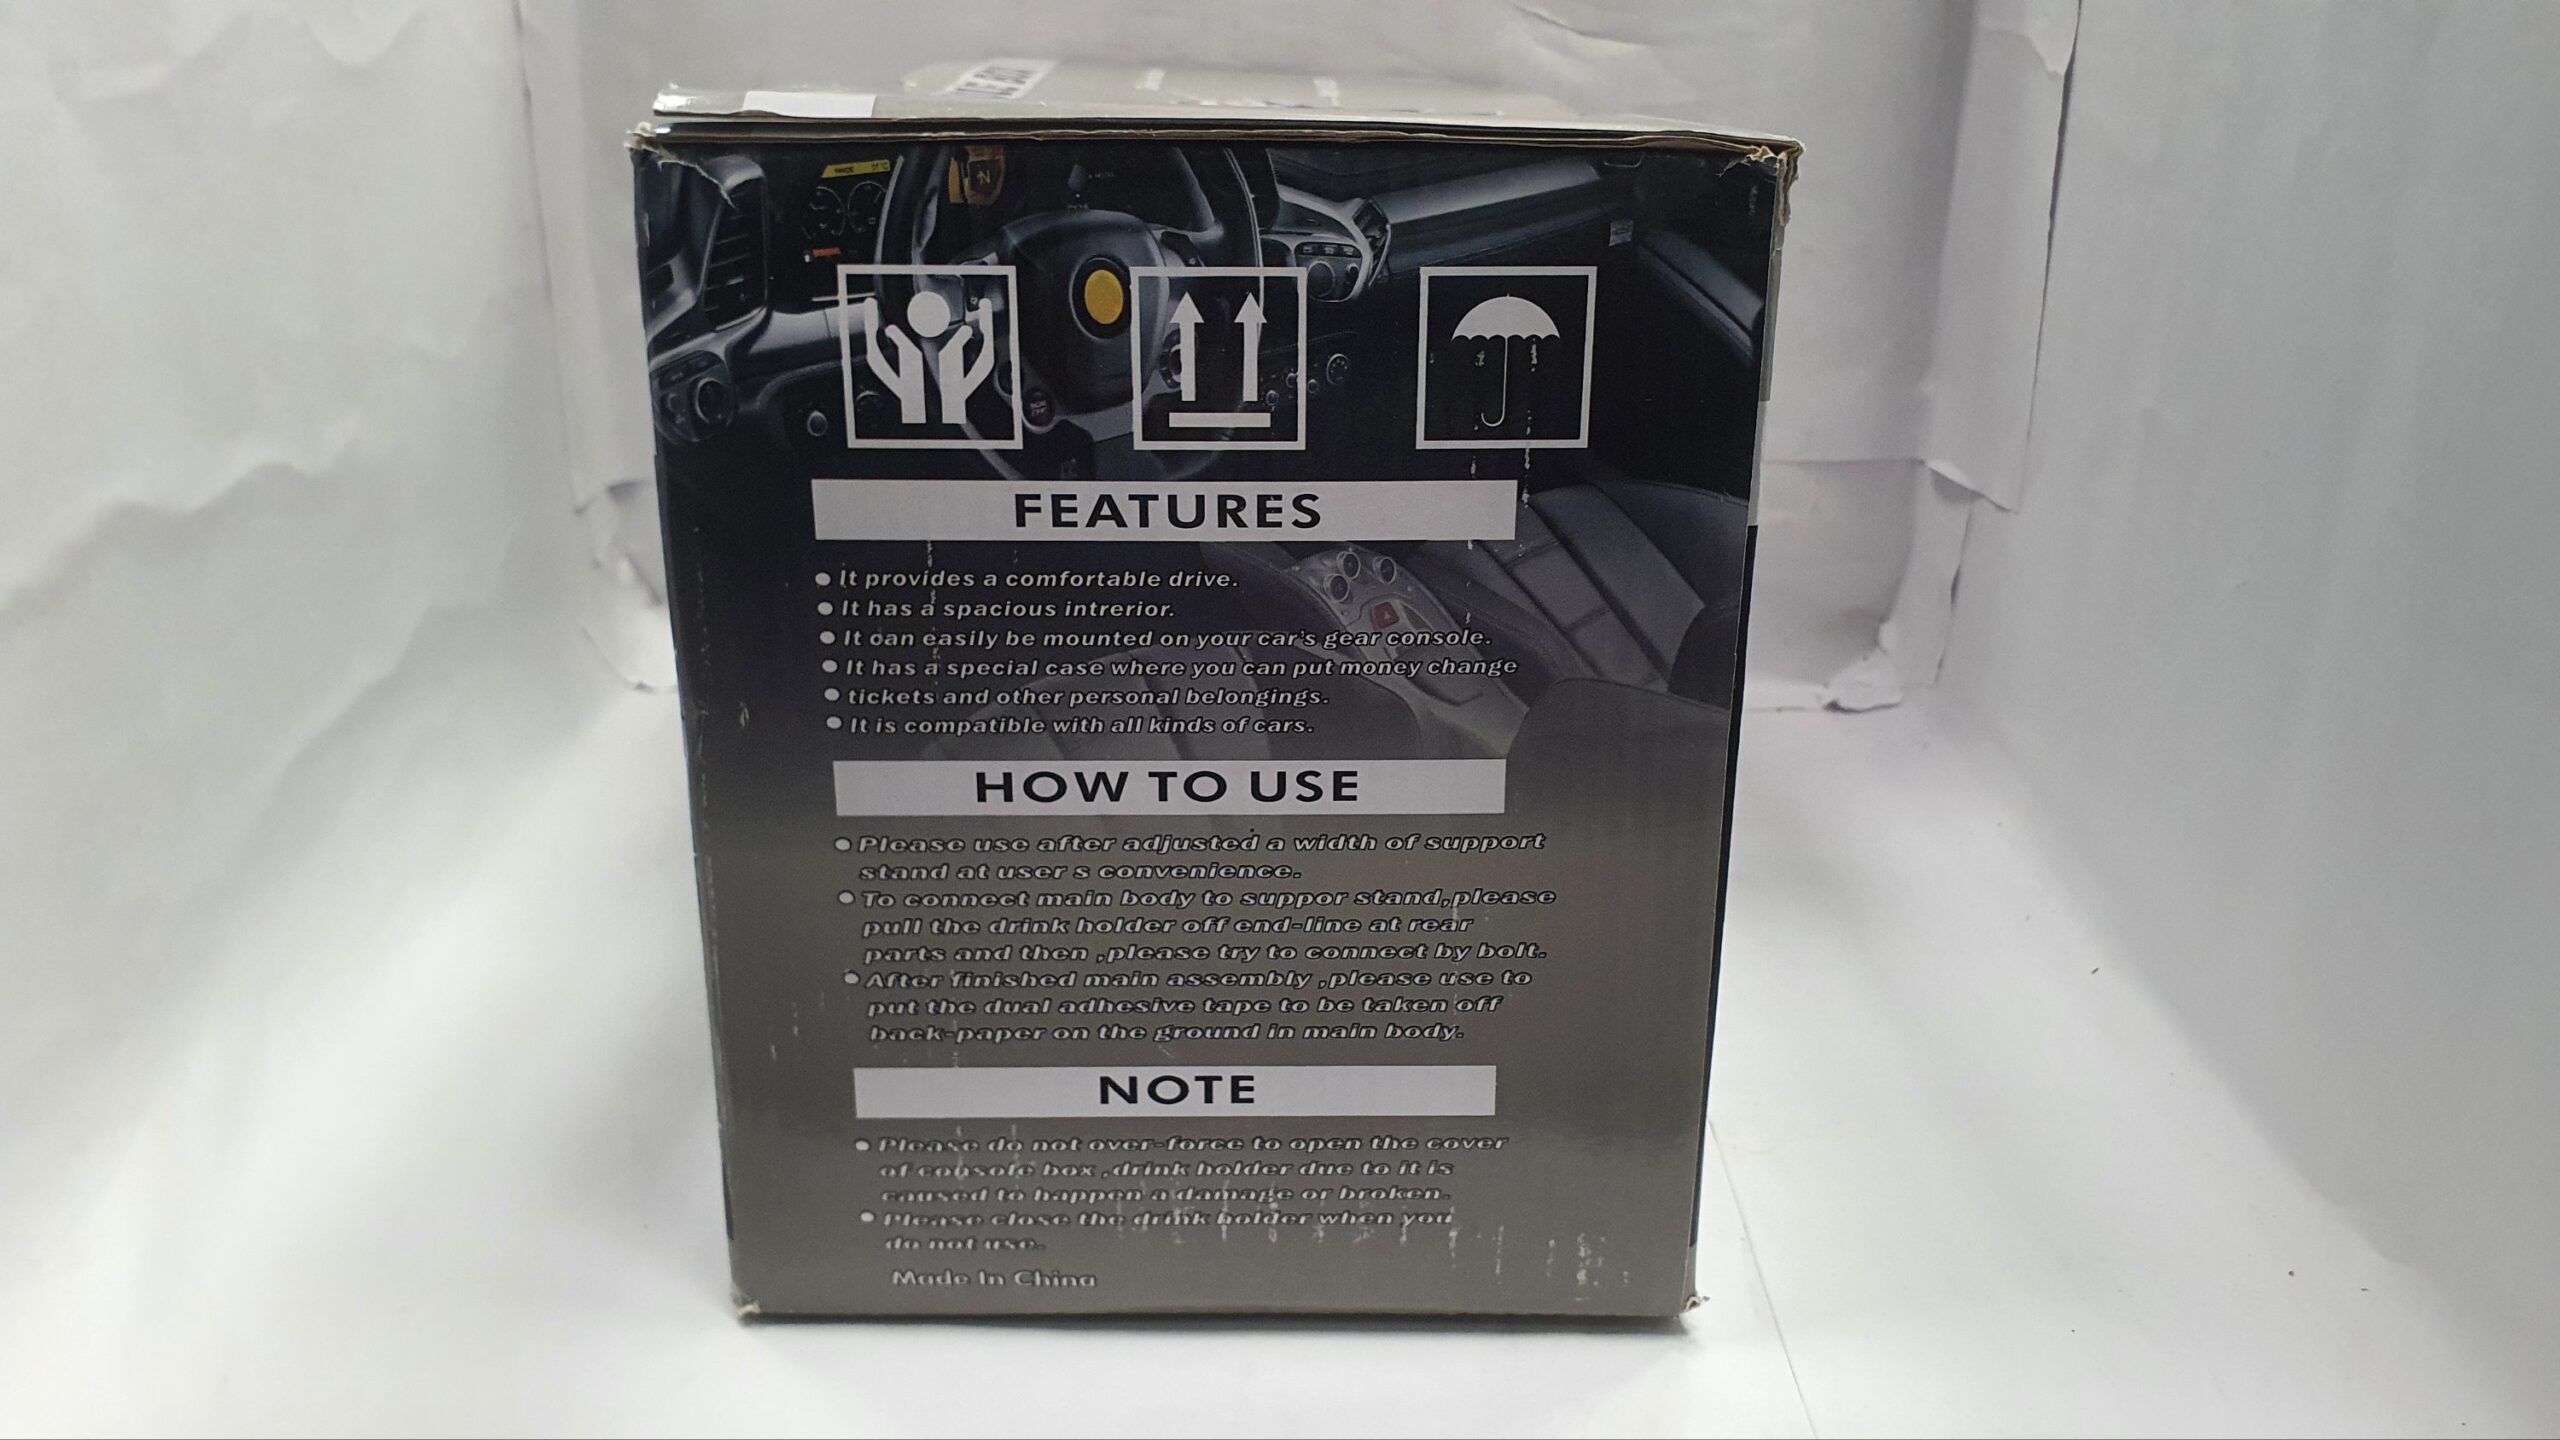 FEATURES
It provides a comfortable drive.
It has a spacious intrerior.
It can easily be mounted on your car's gear console.
It has a special case where you can put money change
tickets and other personal belongings.
It is compatible with all kinds of cars.
HOW TO USE
Please use after adjusted a width of support
stand at user s convenience.
To connect main body to suppor stand,please
pull the drink holder off end-line at rear
parts and then ,please try to connect by bolt.
After finished main assembly ,please use to
put the dual adhesive tape to be taken off
back-paper on the ground in main body.
NOTE
Please do not over-force to open the cover
of console box ,drink holder due to it is
caused to happen a damage or broken.
Please close the drink holder when you
do not use.
Made In China